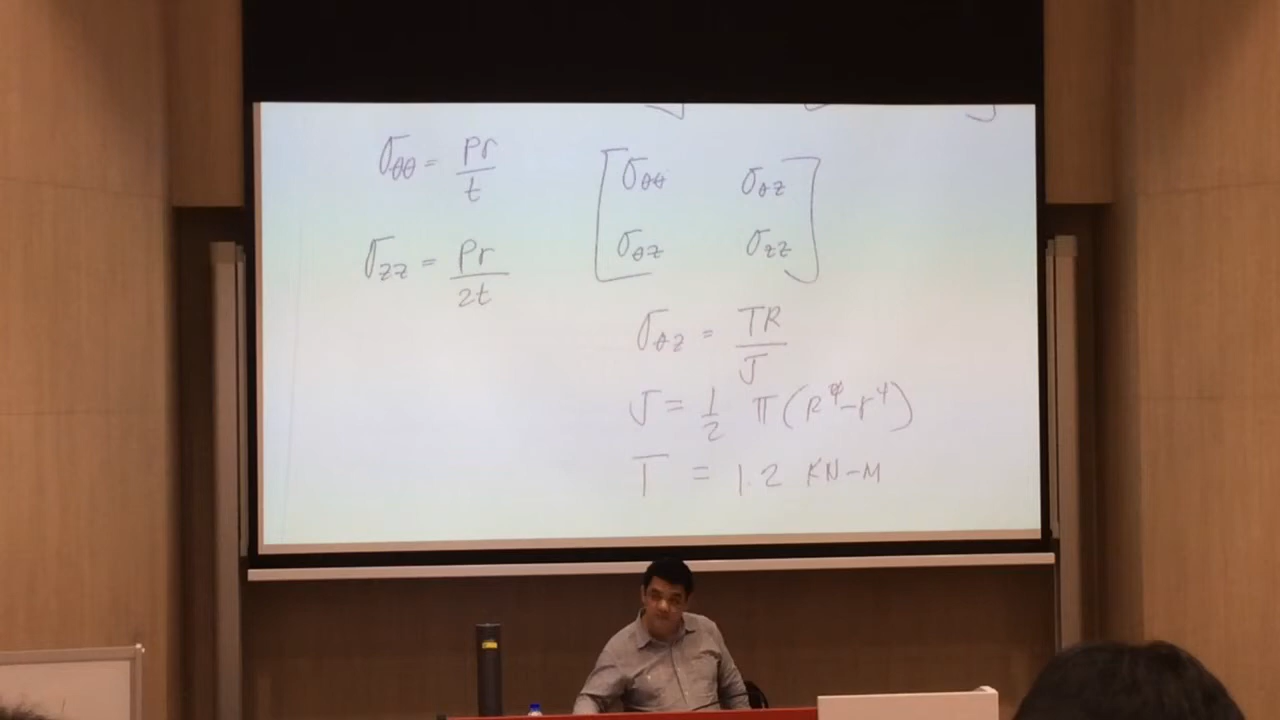 σθθ = Pr/t
σzz = Pr/2t
[σθθ σθz
σθz σzz]
σθz = TR/J
J = 1/2 π(R⁴-r⁴)
T = 1.2 KN-M